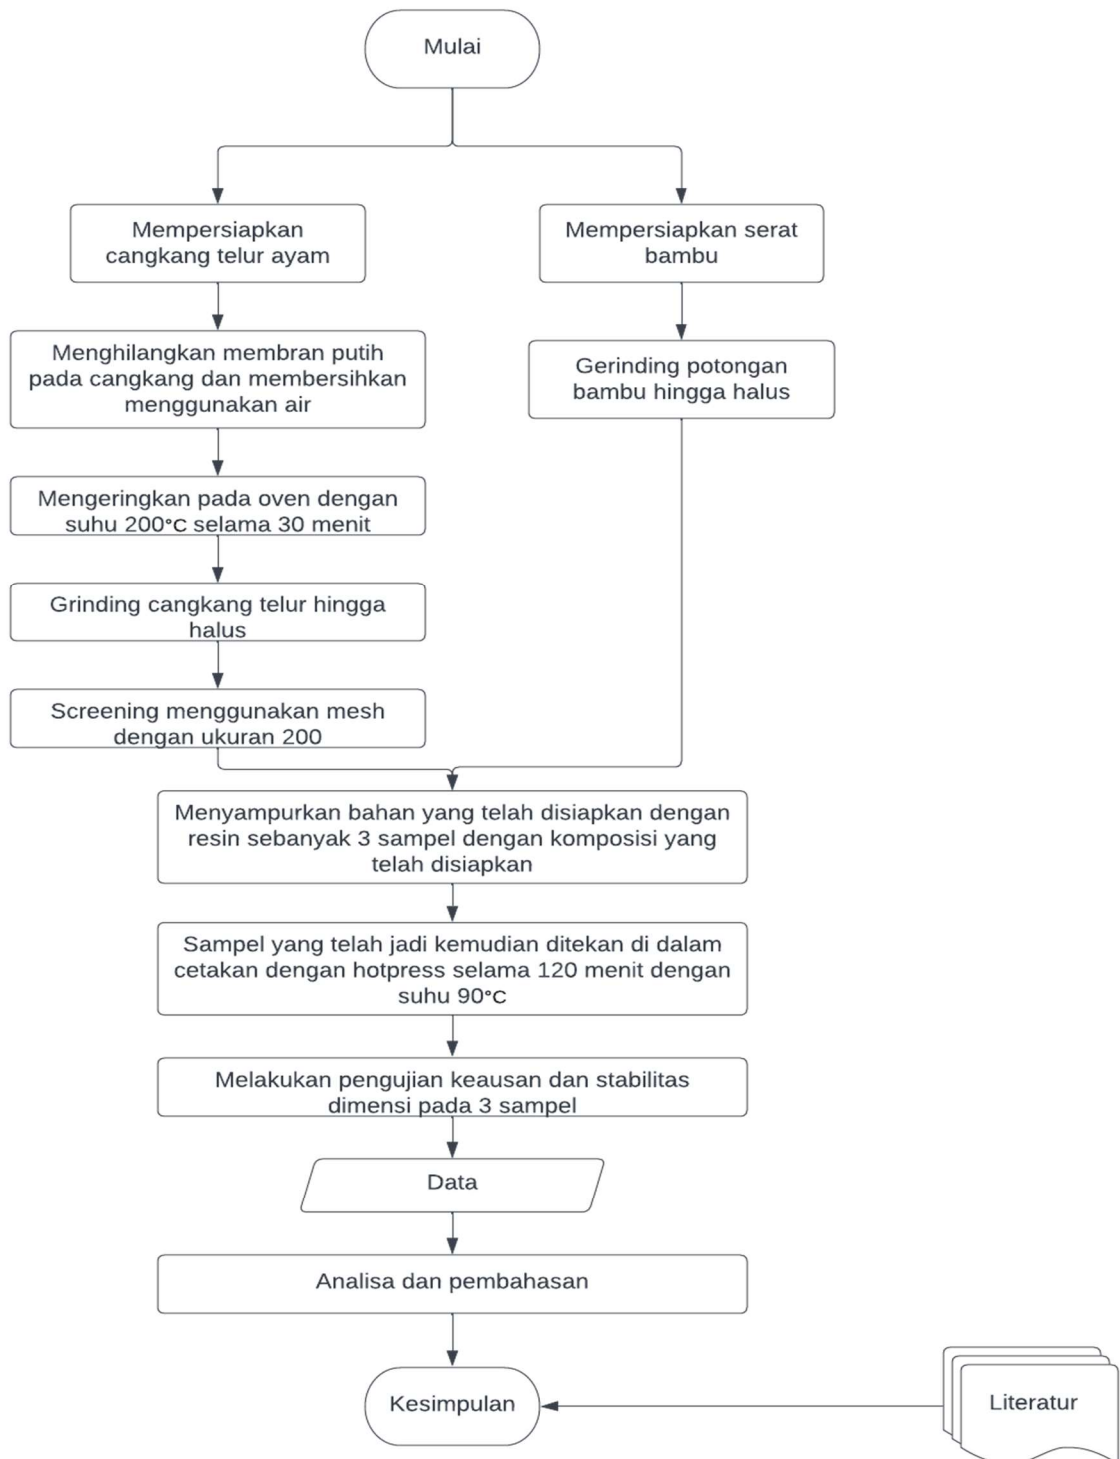 Mulai
Mempersiapkan
cangkang telur ayam
Mempersiapkan serat
bambu
Menghilangkan membran putih
pada cangkang dan membersihkan
menggunakan air
Gerinding potongan
bambu hingga halus
Mengeringkan pada oven dengan
suhu 200°C selama 30 menit
Grinding cangkang telur hingga
halus
Screening menggunakan mesh
dengan ukuran 200
Menyampurkan bahan yang telah disiapkan dengan
resin sebanyak 3 sampel dengan komposisi yang
telah disiapkan
Sampel yang telah jadi kemudian ditekan di dalam
cetakan dengan hotpress selama 120 menit dengan
suhu 90°C
Melakukan pengujian keausan dan stabilitas
dimensi pada 3 sampel
Data
Analisa dan pembahasan
Kesimpulan
Literatur